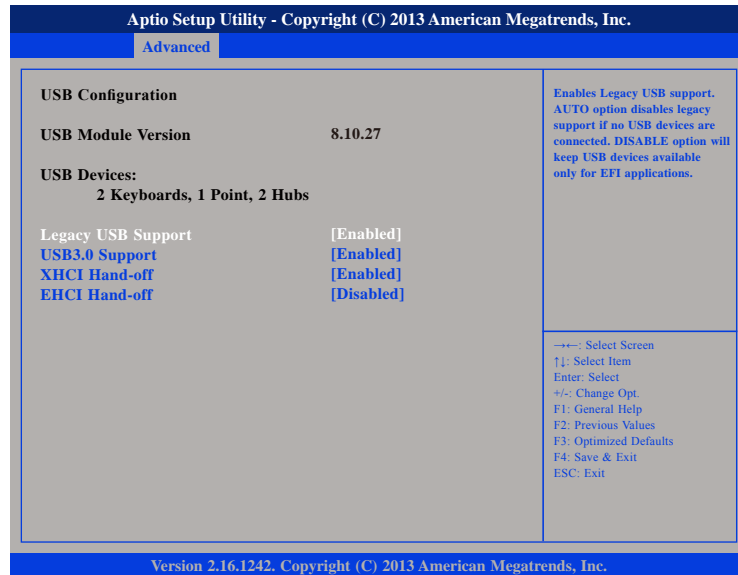 Aptio Setup Utility - Copyright (C) 2013 American Megatrends, Inc.
Advanced
USB Configuration
USB Module Version 8.10.27
USB Devices:
2 Keyboards, 1 Point, 2 Hubs
Legacy USB Support [Enabled]
USB3.0 Support [Enabled]
XHCI Hand-off [Enabled]
EHCI Hand-off [Disabled]
Enables Legacy USB support.
AUTO option disables legacy
support if no USB devices are
connected. DISABLE option will
keep USB devices available
only for EFI applications.
→←: Select Screen
↑↓: Select Item
Enter: Select
+/-: Change Opt.
F1: General Help
F2: Previous Values
F3: Optimized Defaults
F4: Save & Exit
ESC: Exit
Version 2.16.1242. Copyright (C) 2013 American Megatrends, Inc.